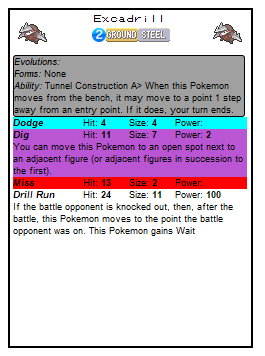 Excadrill
2 GROUND STEEL
Evolutions:
Forms: None
Ability: Tunnel Construction A> When this Pokemon
moves from the bench, it may move to a point 1 step
away from an entry point. If it does, your turn ends.
Dodge Hit: 4 Size: 4 Power:
Dig Hit: 11 Size: 7 Power: 2
You can move this Pokemon to an open spot next to
an adjacent figure (or adjacent figures in succession to
the first).
Miss Hit: 13 Size: 2 Power:
Drill Run Hit: 24 Size: 11 Power: 100
If the battle opponent is knocked out, then, after the
battle, this Pokemon moves to the point the battle
opponent was on. This Pokemon gains Wait